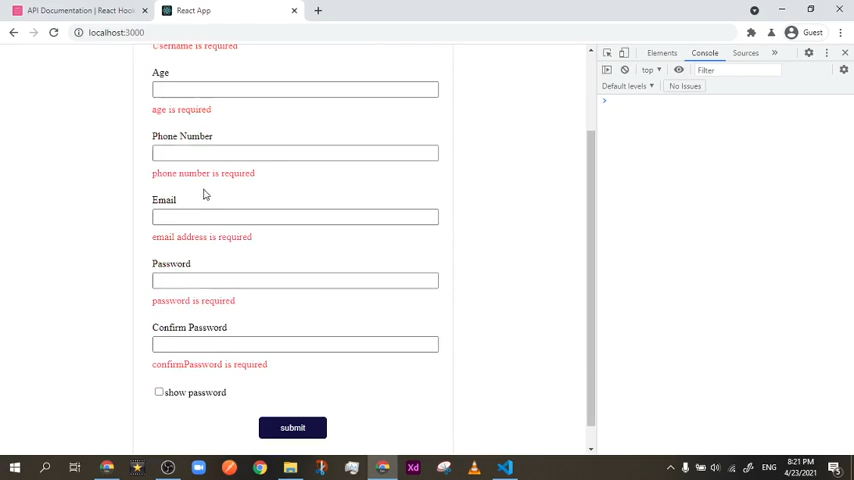 API Documentation | React Hook
React App
localhost:3000
Guest
Elements
Console
Sources
top
Filter
Default levels
No Issues
Username is required
Age
age is required
Phone Number
phone number is required
Email
email address is required
Password
password is required
Confirm Password
confirmPassword is required
show password
submit
Xd
ENG
8:21 PM
4/23/2021